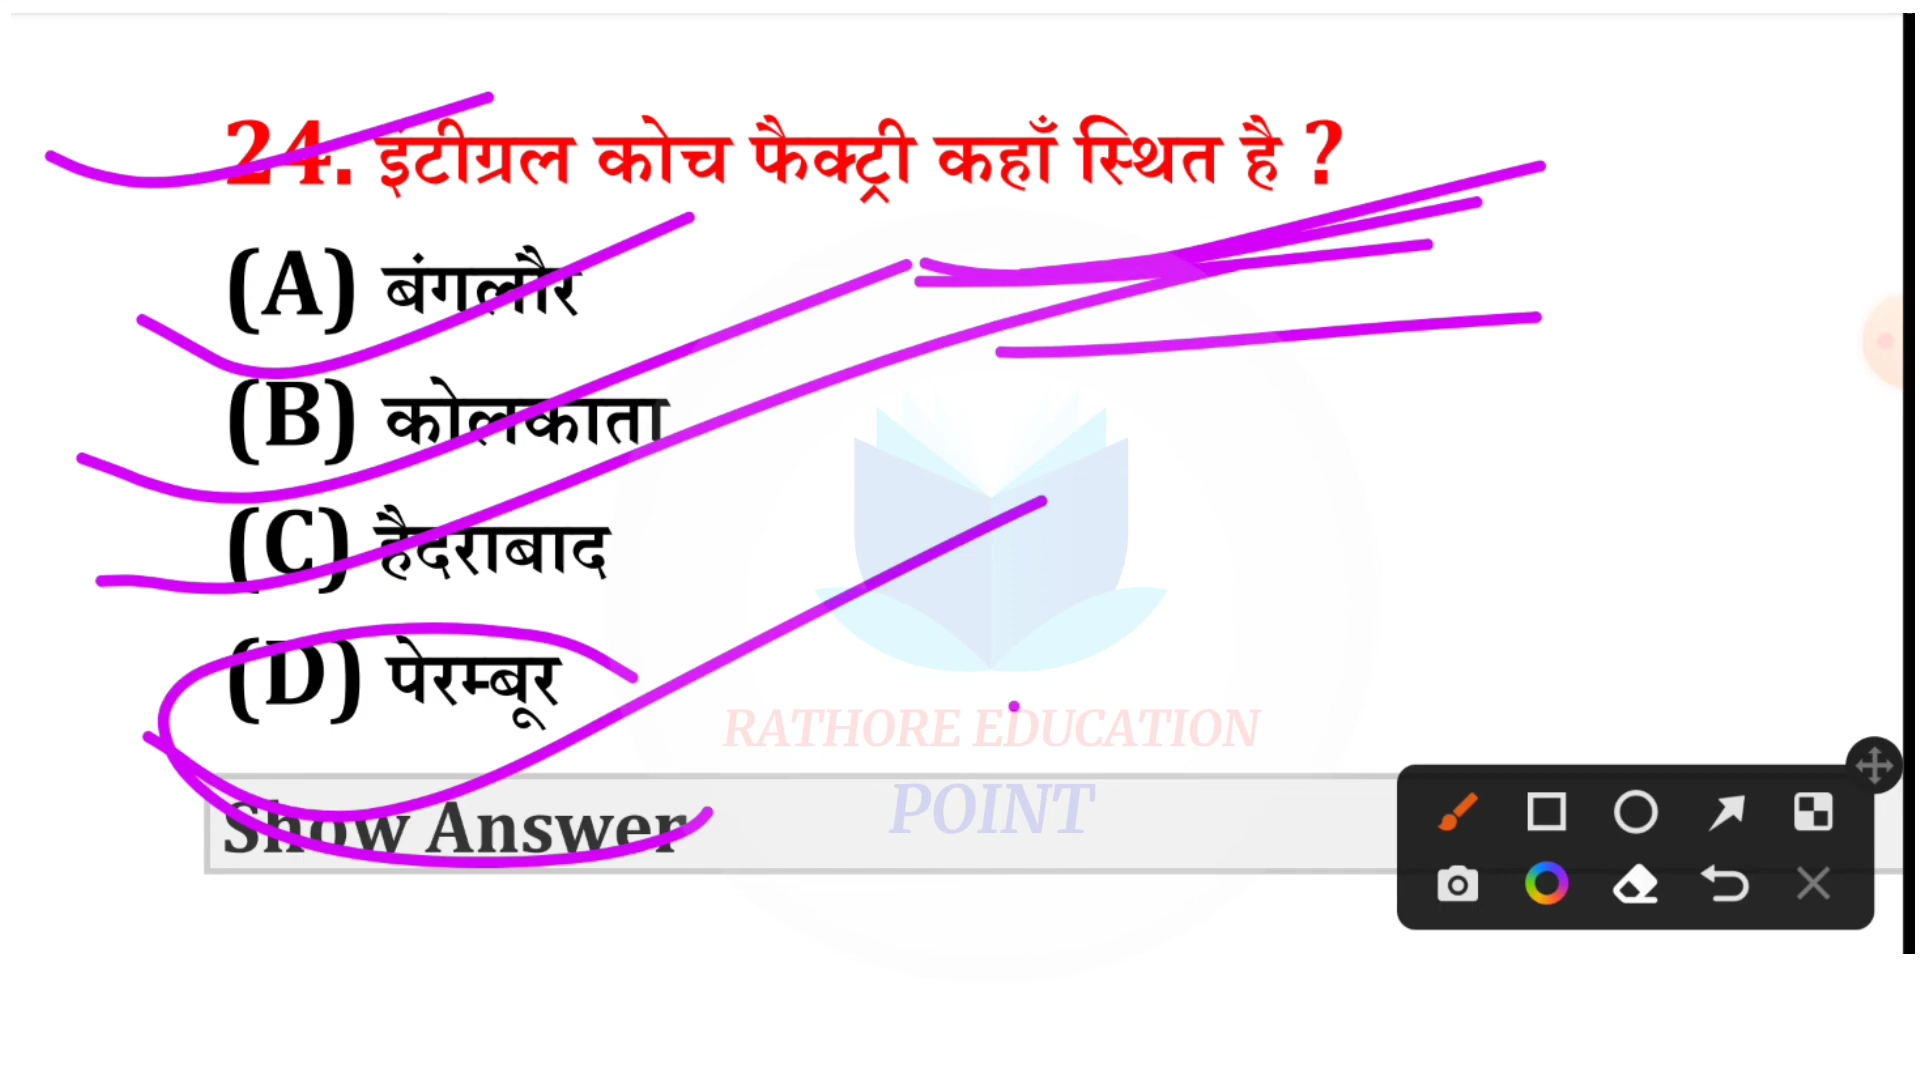 24. इंटीग्रल कोच फैक्ट्री कहाँ स्थित है ?
(A) बंगलौर
(B) कोलकाता
(C) हैदराबाद
(D) पेरम्बूर
RATHORE EDUCATION
POINT
Show Answer